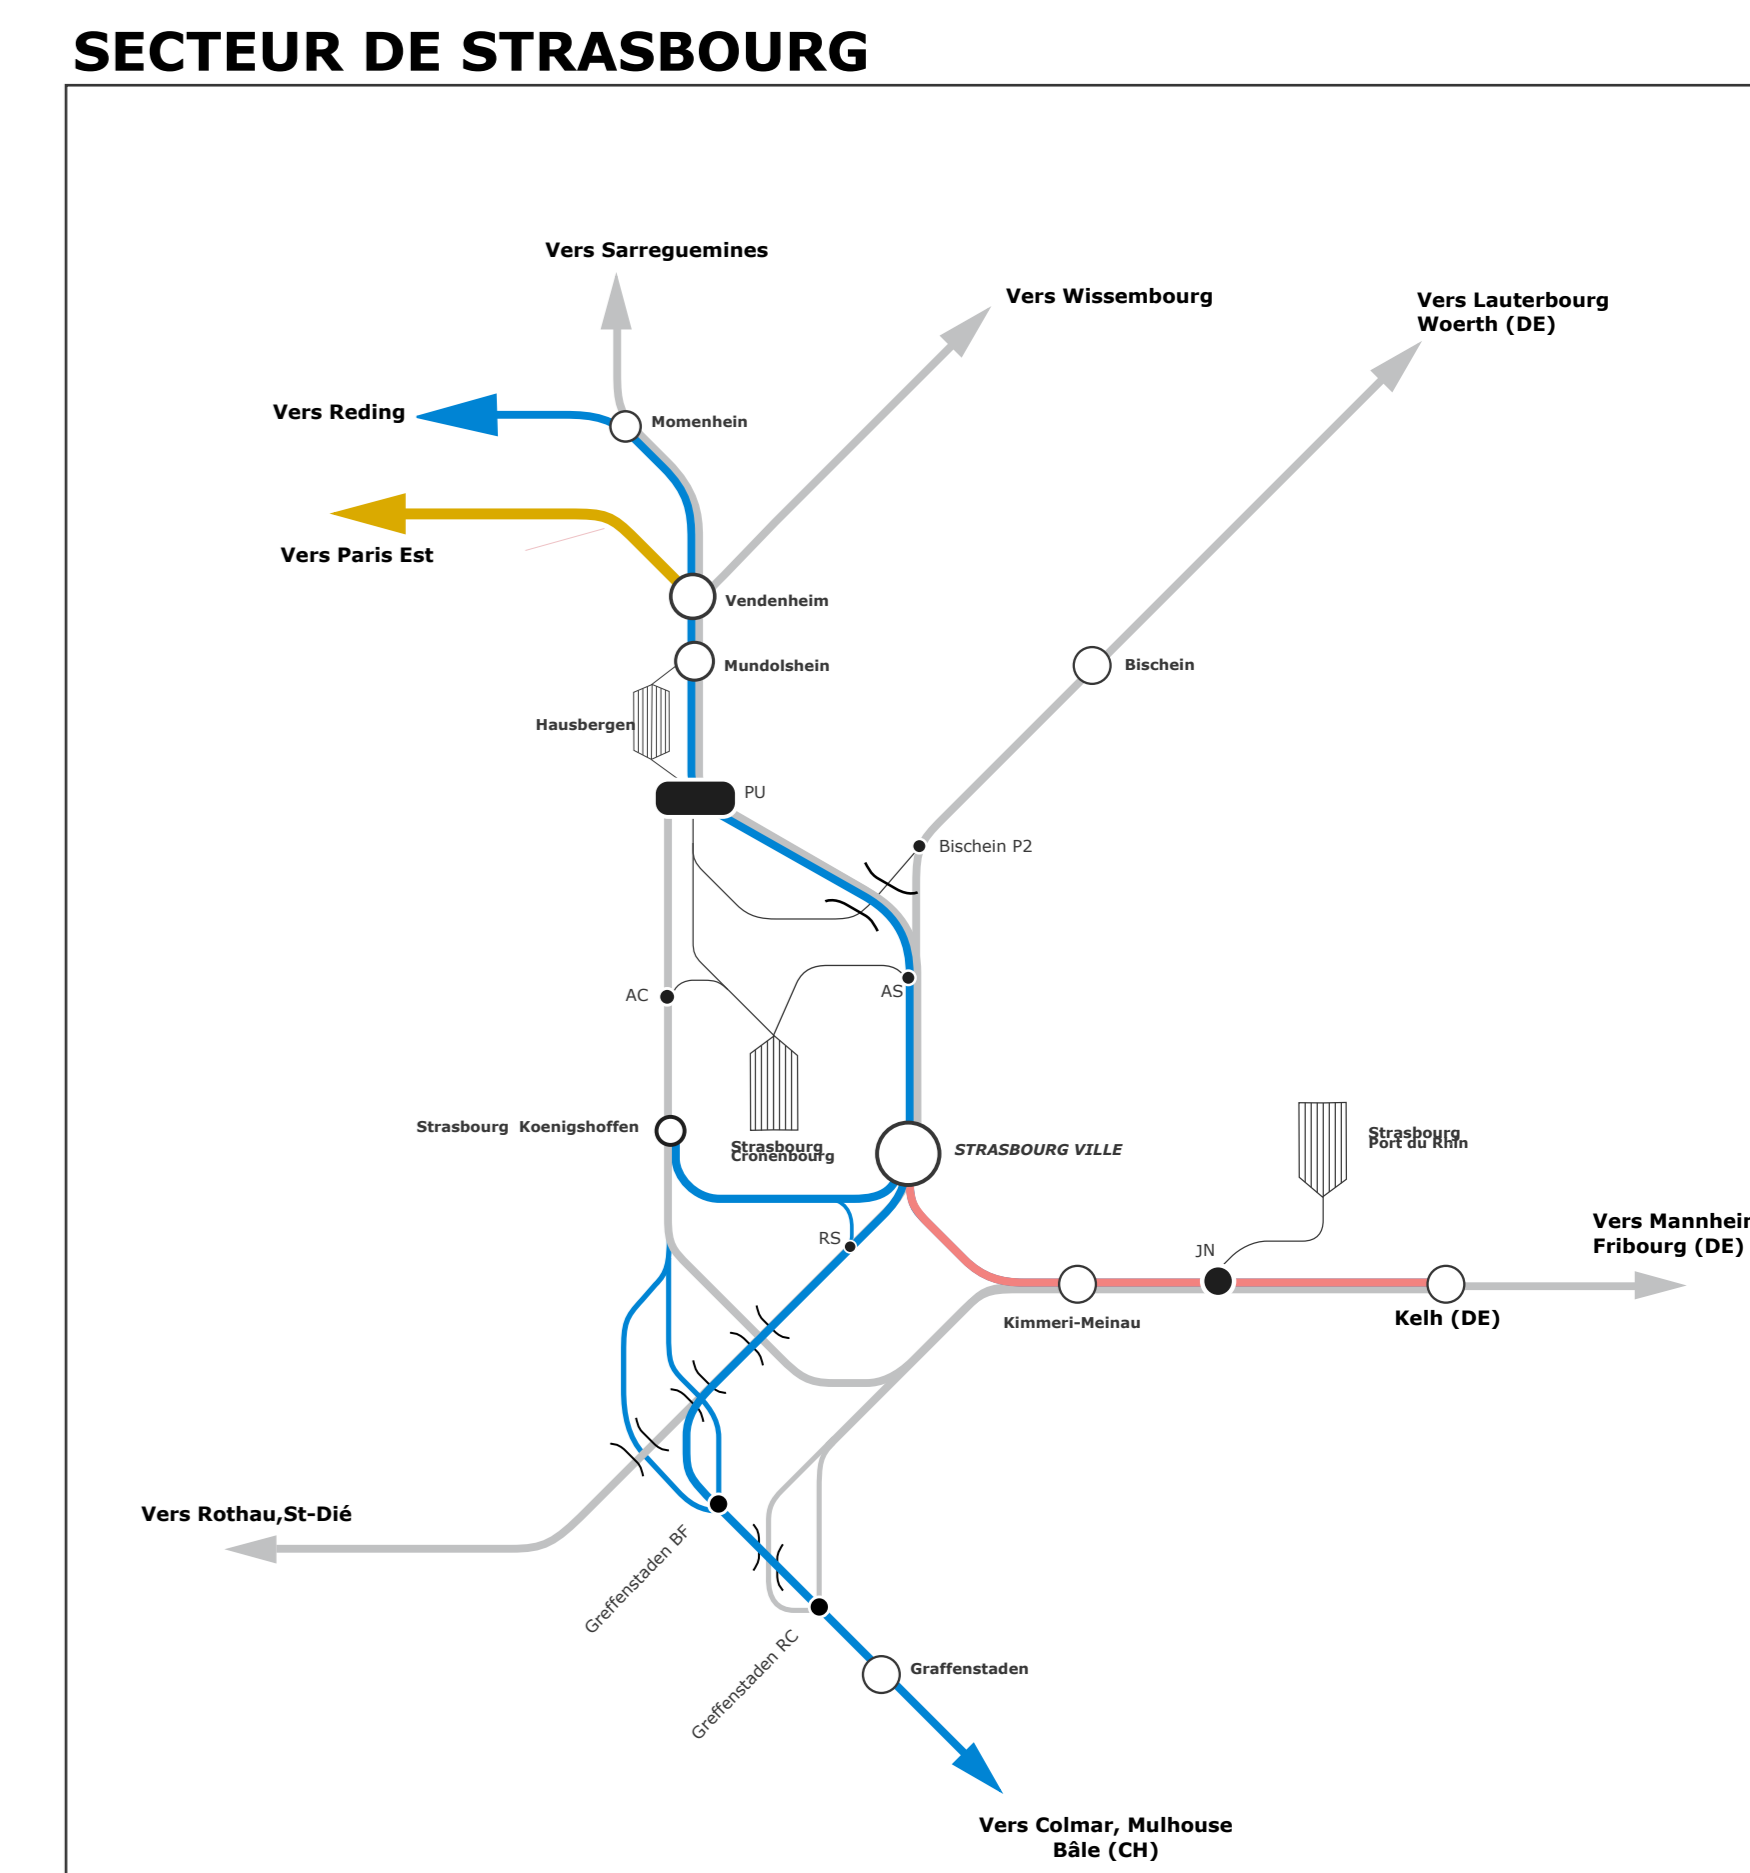 SECTEUR DE STRASBOURG
Vers Sarreguemines
Vers Wissembourg
Vers Lauterbourg
Woerth (DE)
Vers Reding
Momenhein
Vers Paris Est
Vendenheim
Mundolshein
Bischein
Hausbergen
PU
Bischein P2
AC
AS
Strasbourg Koenigshoffen
Strasbourg
Cronenbourg
STRASBOURG VILLE
Strasbourg
Port du Rhin
RS
JN
Vers Mannhein
Fribourg (DE)
Kimmeri-Meinau
Kelh (DE)
Vers Rothau,St-Dié
Greffenstaden BF
Greffenstaden RC
Graffenstaden
Vers Colmar, Mulhouse
Bâle (CH)